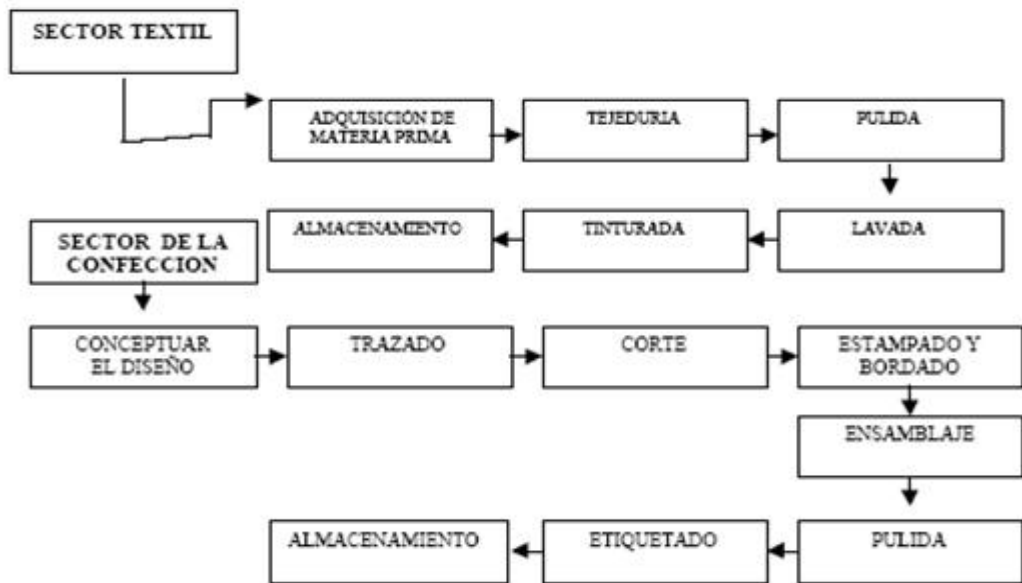 SECTOR TEXTIL
ADQUISICIÓN DE
MATERIA PRIMA
TEJEDURIA
PULIDA
LAVADA
TINTURADA
ALMACENAMIENTO
SECTOR DE LA
CONFECCION
CONCEPTUAR
EL DISEÑO
TRAZADO
CORTE
ESTAMPADO Y
BORDADO
ENSAMBLAJE
PULIDA
ETIQUETADO
ALMACENAMIENTO